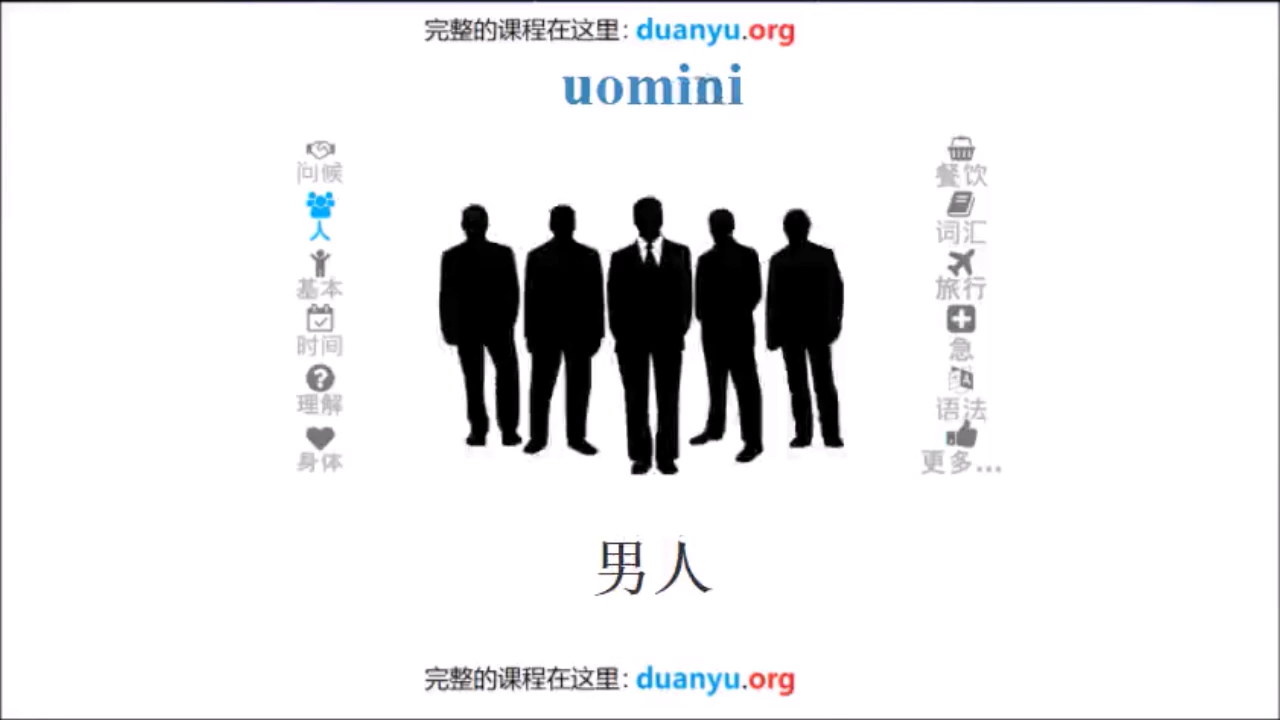 完整的课程在这里: duanyu.org
uomini
问候
人
基本
时间
理解
身体
餐饮
词汇
旅行
急
语法
更多...
男人
完整的课程在这里: duanyu.org